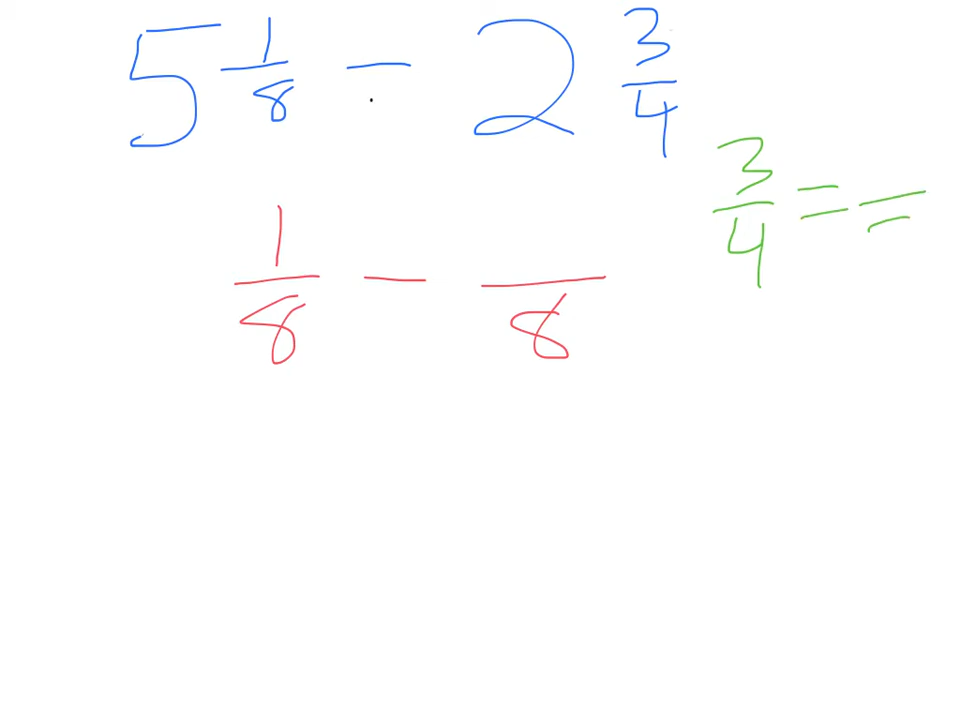 5 1/8 - 2 3/4
3/4 = —
1/8 - /8